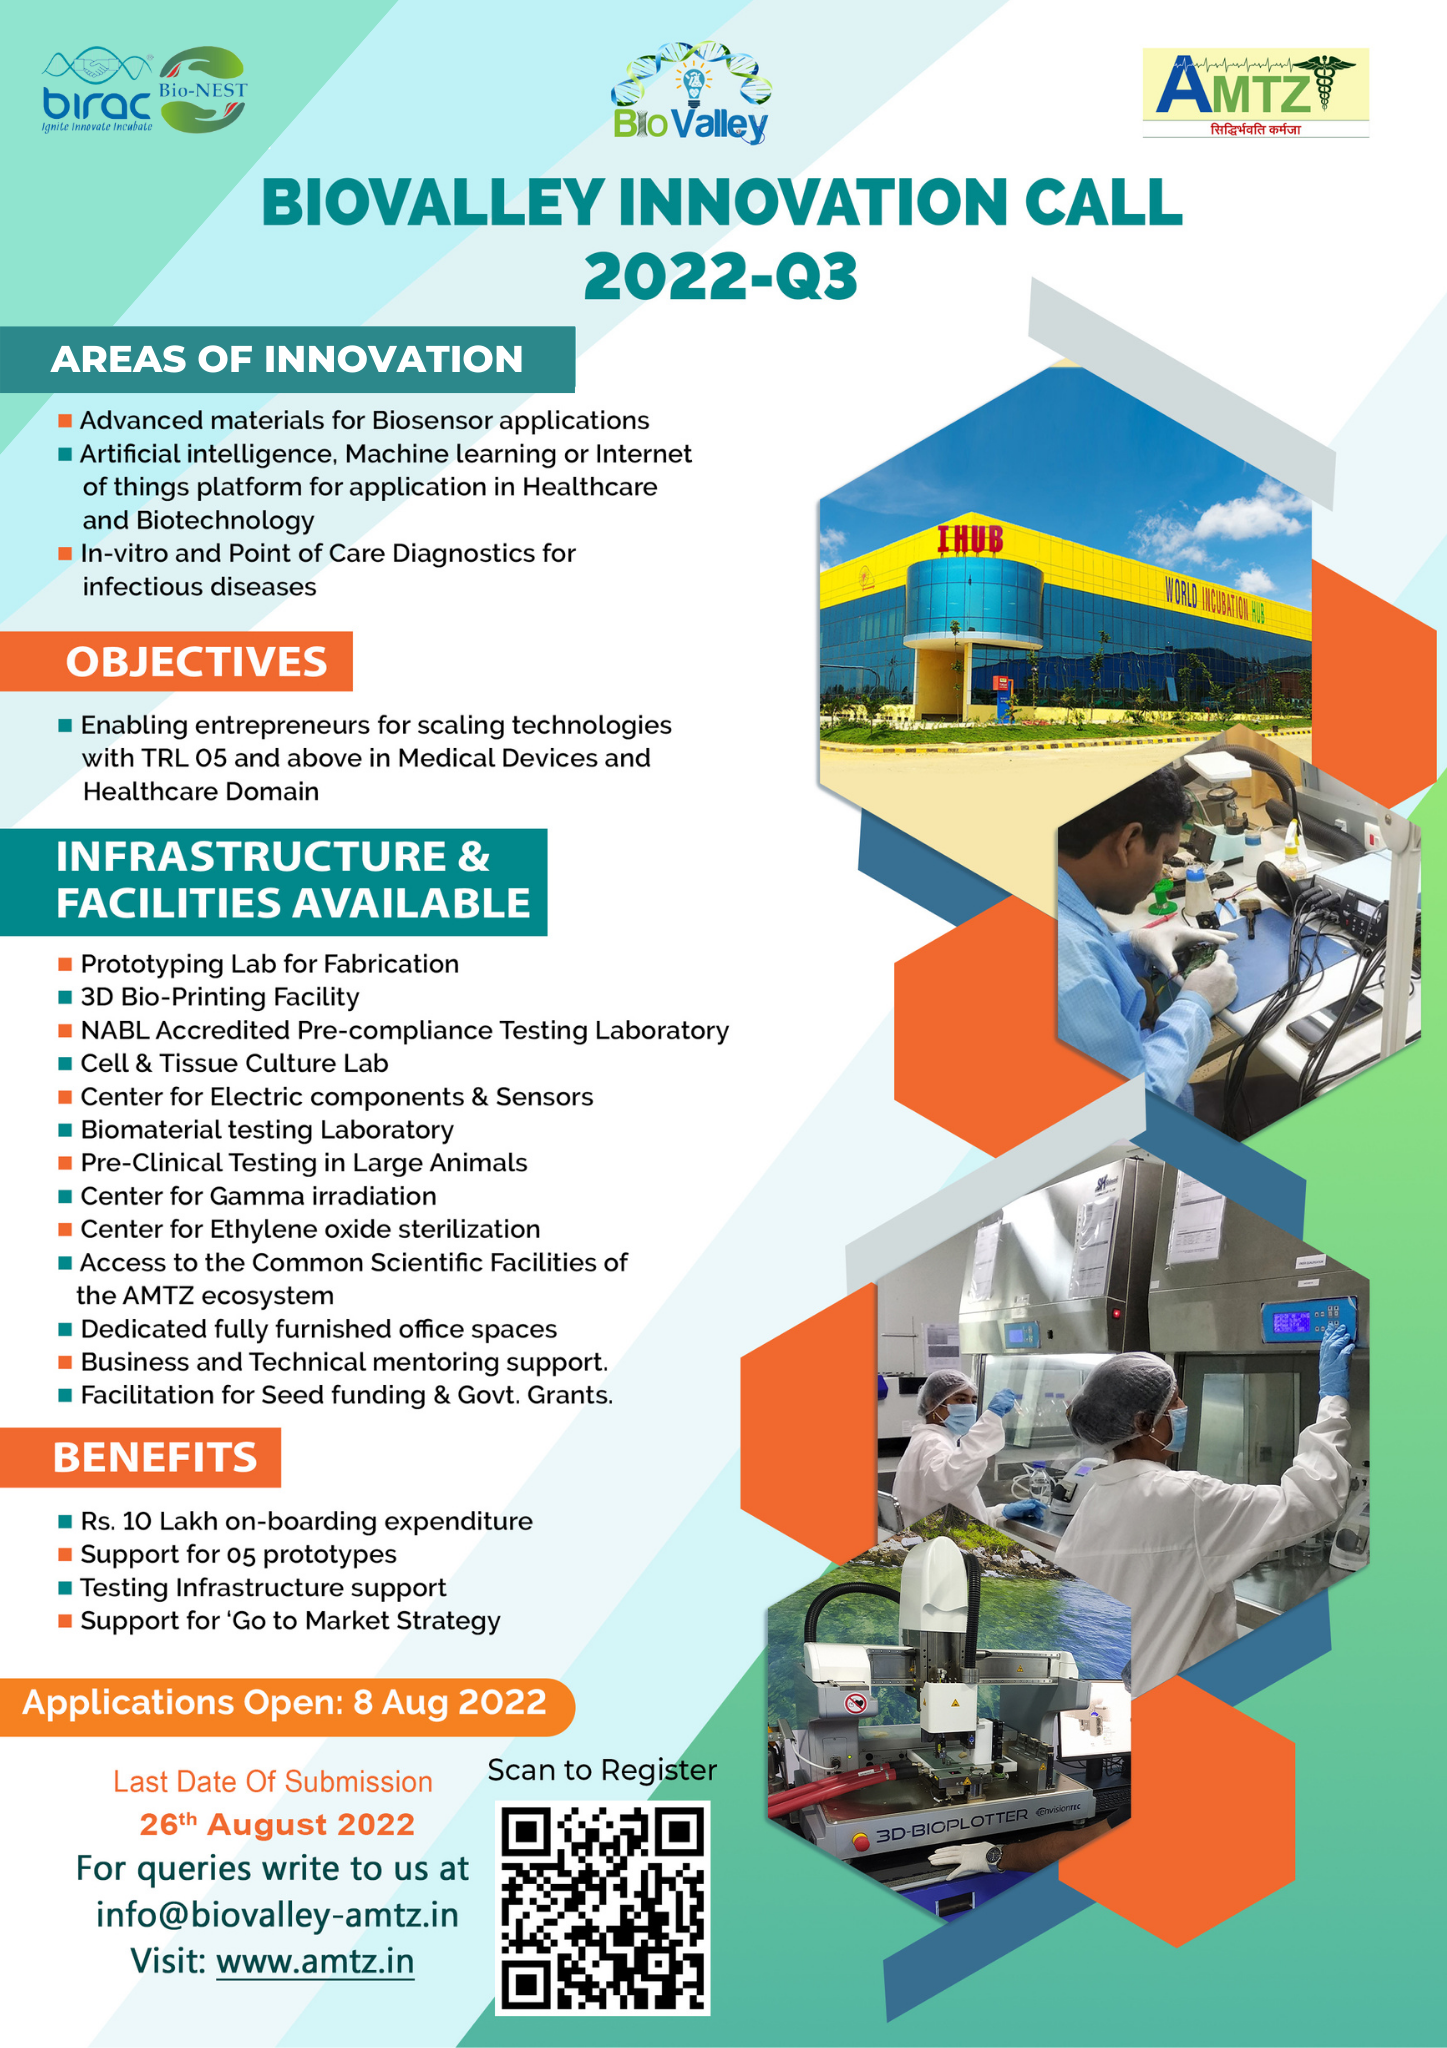 birac
Ignite Innovate Incubate
Bio-NEST
BioValley
AMTZ
सिद्धिर्भवति कर्मजा
BIOVALLEY INNOVATION CALL
2022-Q3
AREAS OF INNOVATION
Advanced materials for Biosensor applications
Artificial intelligence, Machine learning or Internet
of things platform for application in Healthcare
and Biotechnology
In-vitro and Point of Care Diagnostics for
infectious diseases
IHUB
WORLD INCUBATION HUB
OBJECTIVES
Enabling entrepreneurs for scaling technologies
with TRL 05 and above in Medical Devices and
Healthcare Domain
INFRASTRUCTURE &
FACILITIES AVAILABLE
Prototyping Lab for Fabrication
3D Bio-Printing Facility
NABL Accredited Pre-compliance Testing Laboratory
Cell & Tissue Culture Lab
Center for Electric components & Sensors
Biomaterial testing Laboratory
Pre-Clinical Testing in Large Animals
Center for Gamma irradiation
Center for Ethylene oxide sterilization
Access to the Common Scientific Facilities of
the AMTZ ecosystem
Dedicated fully furnished office spaces
Business and Technical mentoring support.
Facilitation for Seed funding & Govt. Grants.
BENEFITS
Rs. 10 Lakh on-boarding expenditure
Support for 05 prototypes
Testing Infrastructure support
Support for ‘Go to Market Strategy
Applications Open: 8 Aug 2022
Last Date Of Submission
26th August 2022
For queries write to us at
info@biovalley-amtz.in
Visit: www.amtz.in
Scan to Register
3D-BIOPLOTTER envisionTEC